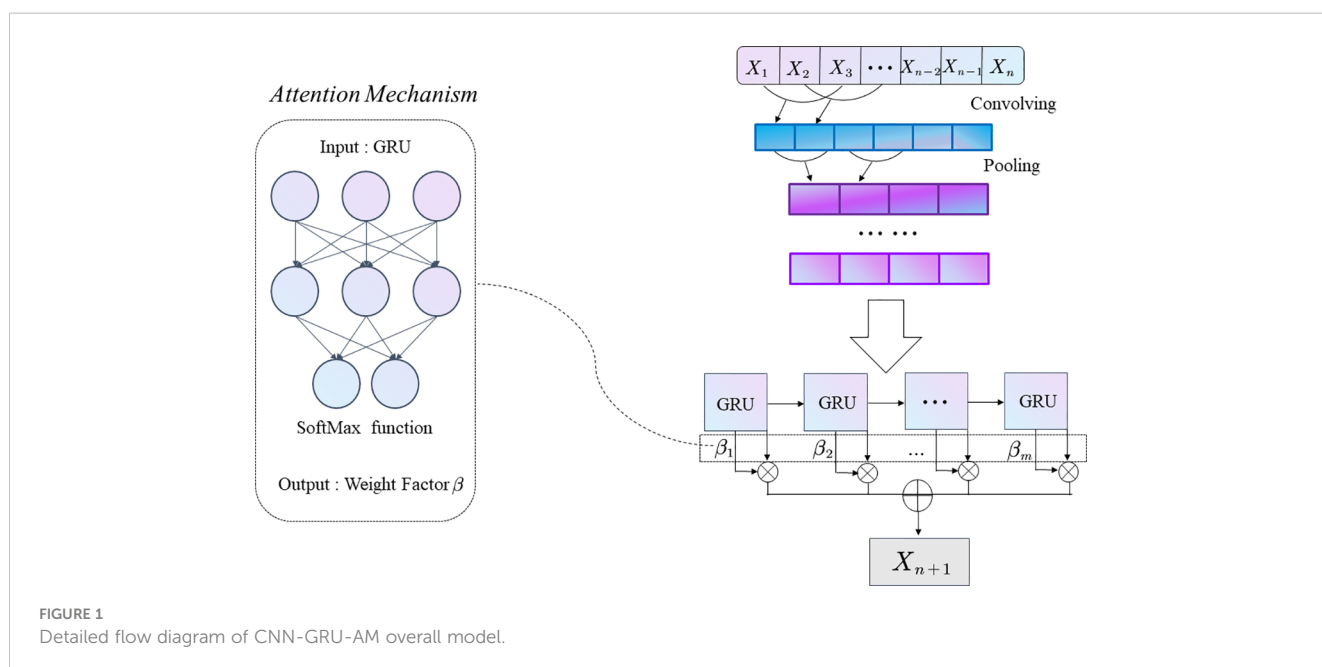 Attention Mechanism
Input : GRU
SoftMax function
Output : Weight Factor β
X₁ X₂ X₃ ⋯ Xₙ₋₂ Xₙ₋₁ Xₙ
Convolving
Pooling
⋯ ⋯
GRU GRU ⋯ GRU
β₁ β₂ ... βₘ
Xₙ₊₁
FIGURE 1
Detailed flow diagram of CNN-GRU-AM overall model.